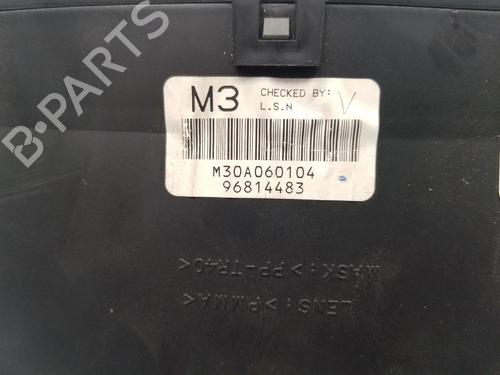 B-PARTS
M3 CHECKED BY: V
L.S.N
M30A060104
96814483
MASK:>PP-TR40<
LENS:>PMMA<